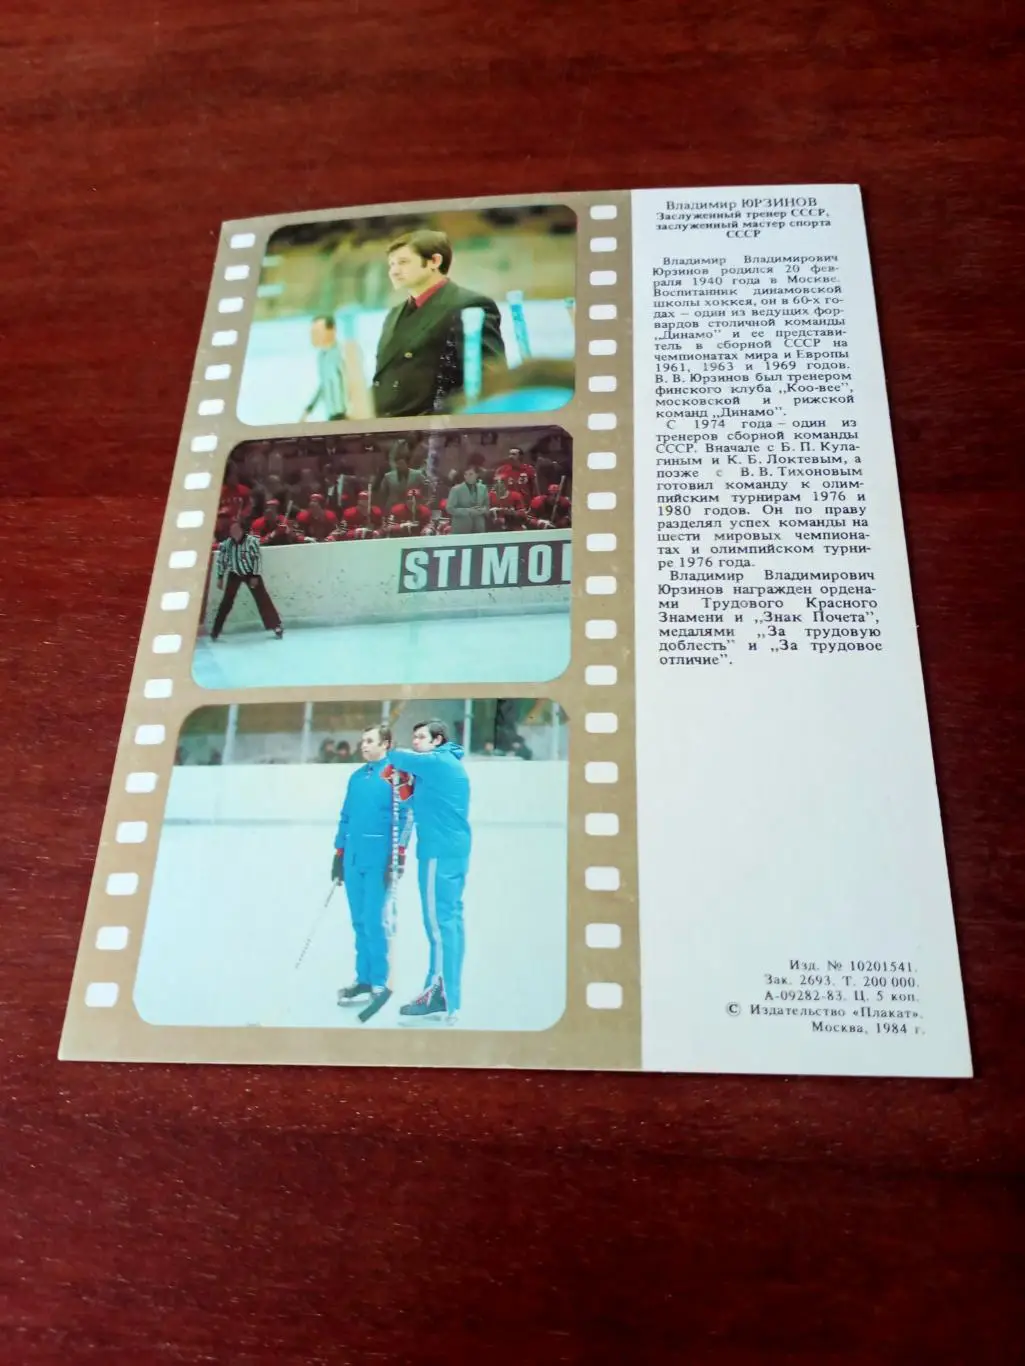 Владимир ЮРЗИНОВ
Заслуженный тренер СССР,
заслуженный мастер спорта
СССР
Владимир Владимирович
Юрзинов родился 20 фев-
раля 1940 года в Москве.
Воспитанник динамовской
школы хоккея, он в 60-х го-
дах – один из ведущих фор-
вардов столичной команды
„Динамо" и ее представи-
тель в сборной СССР на
чемпионатах мира и Европы
1961, 1963 и 1969 годов.
В. В. Юрзинов был тренером
финского клуба „Коо-вее",
московской и рижской
команд „Динамо".
С 1974 года – один из
тренеров сборной команды
СССР. Вначале с Б. П. Кула-
гиным и К. Б. Локтевым, а
позже с В. В. Тихоновым
готовил команду к олим-
пийским турнирам 1976 и
1980 годов. Он по праву
разделял успех команды на
шести мировых чемпиона-
тах и олимпийском турни-
ре 1976 года.
Владимир Владимирович
Юрзинов награжден ордена-
ми Трудового Красного
Знамени и „Знак Почета",
медалями „За трудовую
доблесть" и „За трудовое
отличие".
STIMO
Изд. № 10201541.
Зак. 2693. Т. 200 000.
А-09282-83. Ц. 5 коп.
© Издательство «Плакат».
Москва, 1984 г.